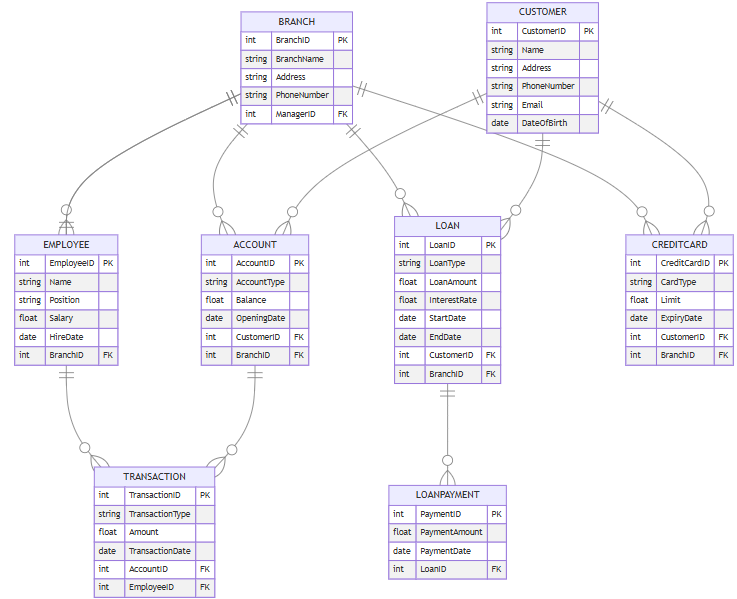 BRANCH
int BranchID PK
string BranchName
string Address
string PhoneNumber
int ManagerID FK
CUSTOMER
int CustomerID PK
string Name
string Address
string PhoneNumber
string Email
date DateOfBirth
EMPLOYEE
int EmployeeID PK
string Name
string Position
float Salary
date HireDate
int BranchID FK
ACCOUNT
int AccountID PK
string AccountType
float Balance
date OpeningDate
int CustomerID FK
int BranchID FK
LOAN
int LoanID PK
string LoanType
float LoanAmount
float InterestRate
date StartDate
date EndDate
int CustomerID FK
int BranchID FK
CREDITCARD
int CreditCardID PK
string CardType
float Limit
date ExpiryDate
int CustomerID FK
int BranchID FK
TRANSACTION
int TransactionID PK
string TransactionType
float Amount
date TransactionDate
int AccountID FK
int EmployeeID FK
LOANPAYMENT
int PaymentID PK
float PaymentAmount
date PaymentDate
int LoanID FK